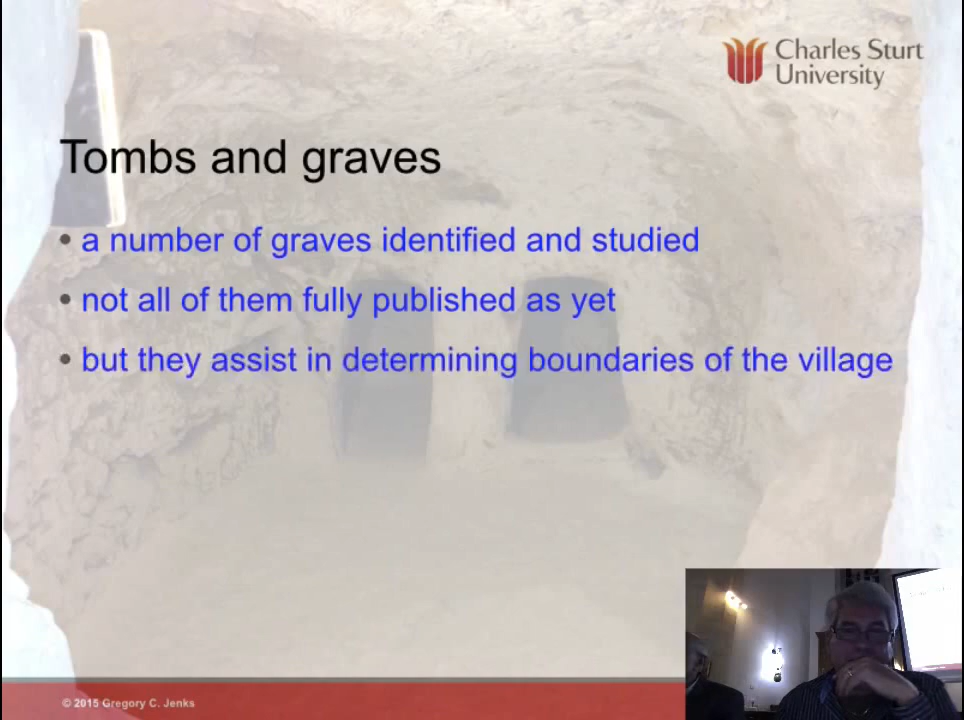 Charles Sturt
University
Tombs and graves
• a number of graves identified and studied
• not all of them fully published as yet
• but they assist in determining boundaries of the village
© 2015 Gregory C. Jenks